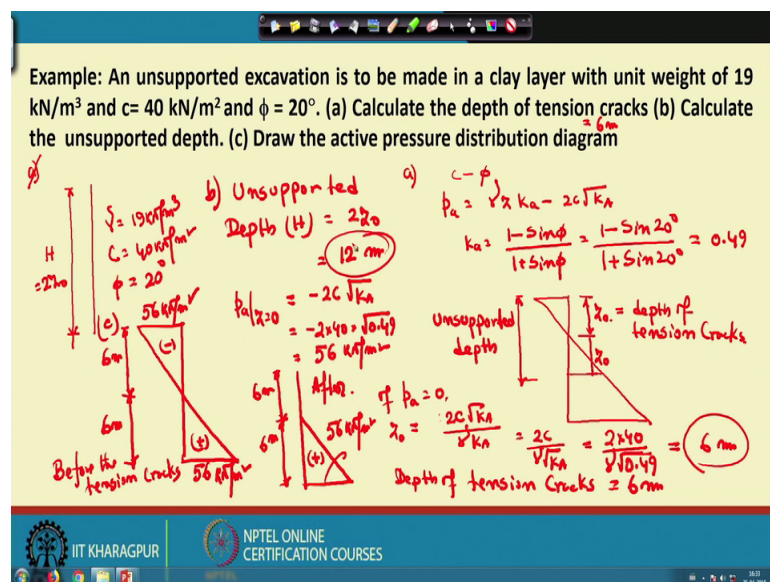 Example: An unsupported excavation is to be made in a clay layer with unit weight of 19
kN/m³ and c= 40 kN/m² and ϕ = 20°. (a) Calculate the depth of tension cracks (b) Calculate
= 6m
the unsupported depth. (c) Draw the active pressure distribution diagram
a)
H
=2z₀
γ = 19 kN/m³
C = 40 kN/m²
ϕ = 20°
b) Unsupported
Depth (H) = 2z₀
= 12 m
pa|z=0 = -2C √KA
= -2x40x√0.49
= 56 kN/m²
a) C-ϕ
pa = γz ka - 2c√KA
ka = 1-Sinϕ / 1+Sinϕ = 1-Sin20° / 1+Sin20° = 0.49
unsupported
depth
z₀ = depth of
tension cracks
z₀
if pa=0,
z₀ = 2C√KA / γKA = 2C / γ√KA = 2x40 / γ√0.49 = 6 m
Depth of tension cracks = 6m
(c)
56 kN/m²
6m
(-)
6m
(+)
Before the
tension cracks
56 kN/m²
After
6m
6m
56 kN/m²
(+)
IIT KHARAGPUR
NPTEL ONLINE
CERTIFICATION COURSES
16:33